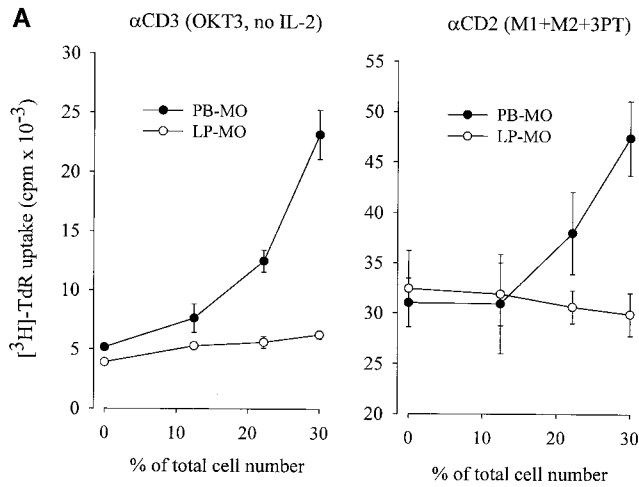 A
αCD3 (OKT3, no IL-2)
αCD2 (M1+M2+3PT)
[³H]-TdR uptake (cpm x 10⁻³)
30
25
20
15
10
5
0
PB-MO
LP-MO
0
10
20
30
% of total cell number
55
50
45
40
35
30
25
20
PB-MO
LP-MO
0
10
20
30
% of total cell number